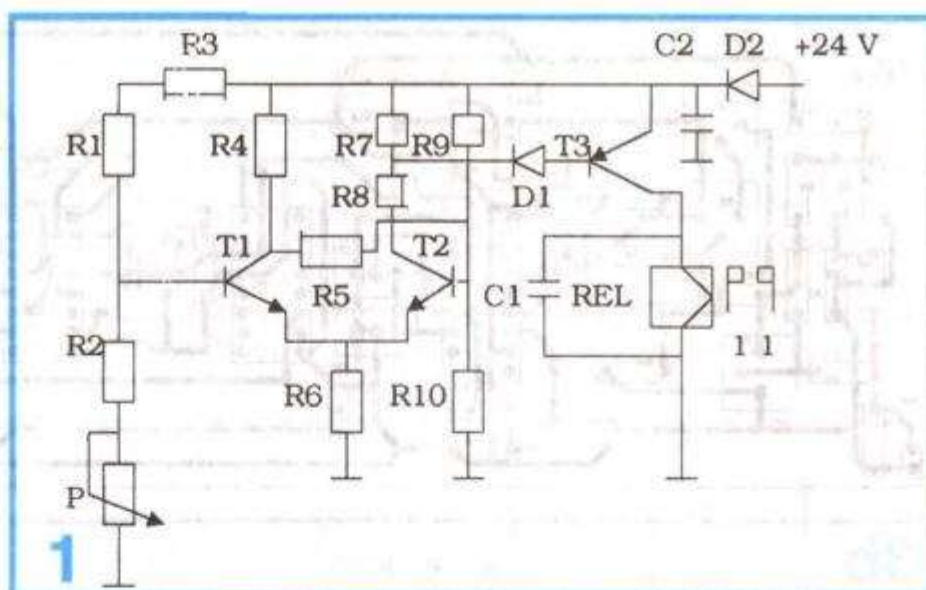 R3
C2 D2 +24 V
R1 R4 R7 R9 T3
R8 D1
T1 T2
R5 C1 REL
R2 1 1
R6 R10
P
1